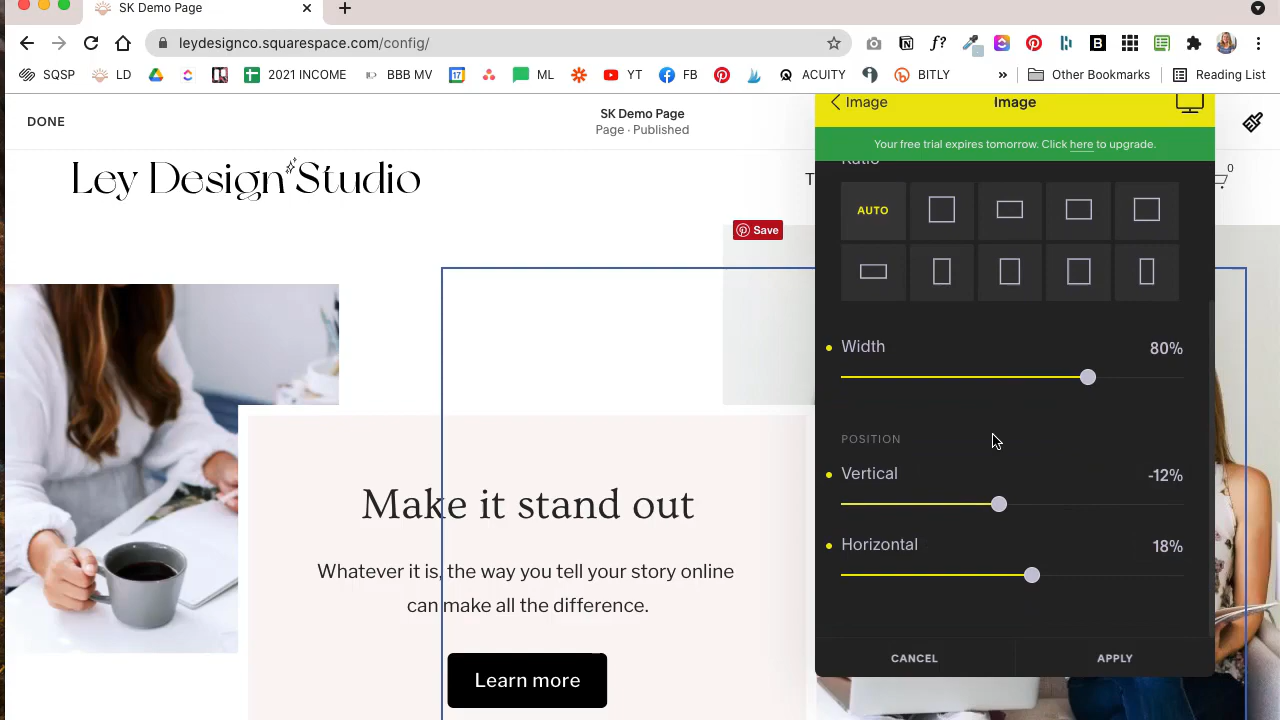 SK Demo Page
leydesignco.squarespace.com/config/
SQSP LD 2021 INCOME BBB MV ML YT FB ACUITY BITLY » Other Bookmarks Reading List
DONE
SK Demo Page
Page · Published
Image
Image
Your free trial expires tomorrow. Click here to upgrade.
Ley Design Studio
T
0
Save
Ratio
AUTO
Width 80%
POSITION
Vertical -12%
Horizontal 18%
CANCEL
APPLY
Make it stand out
Whatever it is, the way you tell your story online
can make all the difference.
Learn more